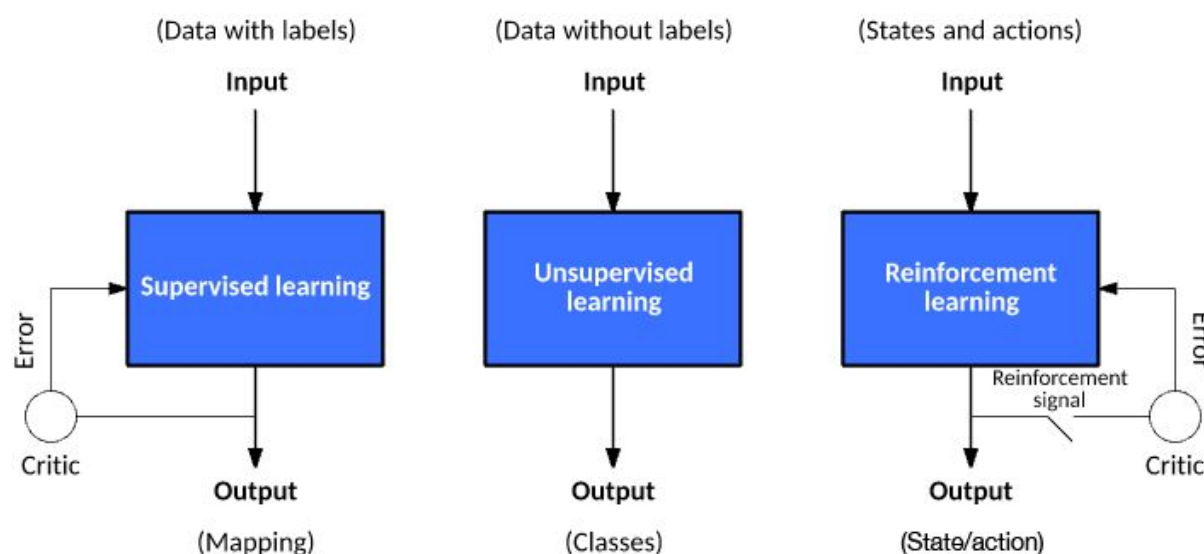 (Data with labels)
Input
Supervised learning
Error
Critic
Output
(Mapping)
(Data without labels)
Input
Unsupervised
learning
Output
(Classes)
(States and actions)
Input
Reinforcement
learning
Error
Reinforcement
signal
Critic
Output
(State/action)